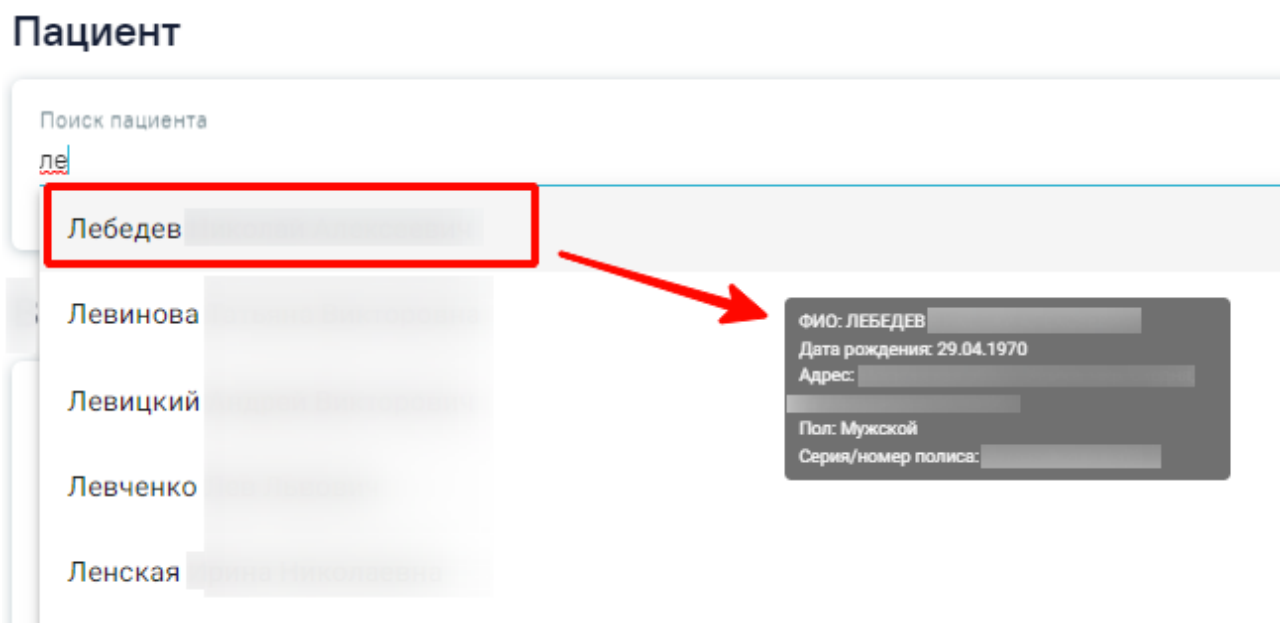 Пациент
Поиск пациента
ле
Лебедев
Левинова
Левицкий
Левченко
Ленская
ФИО: ЛЕБЕДЕВ
Дата рождения: 29.04.1970
Адрес:
Пол: Мужской
Серия/номер полиса: